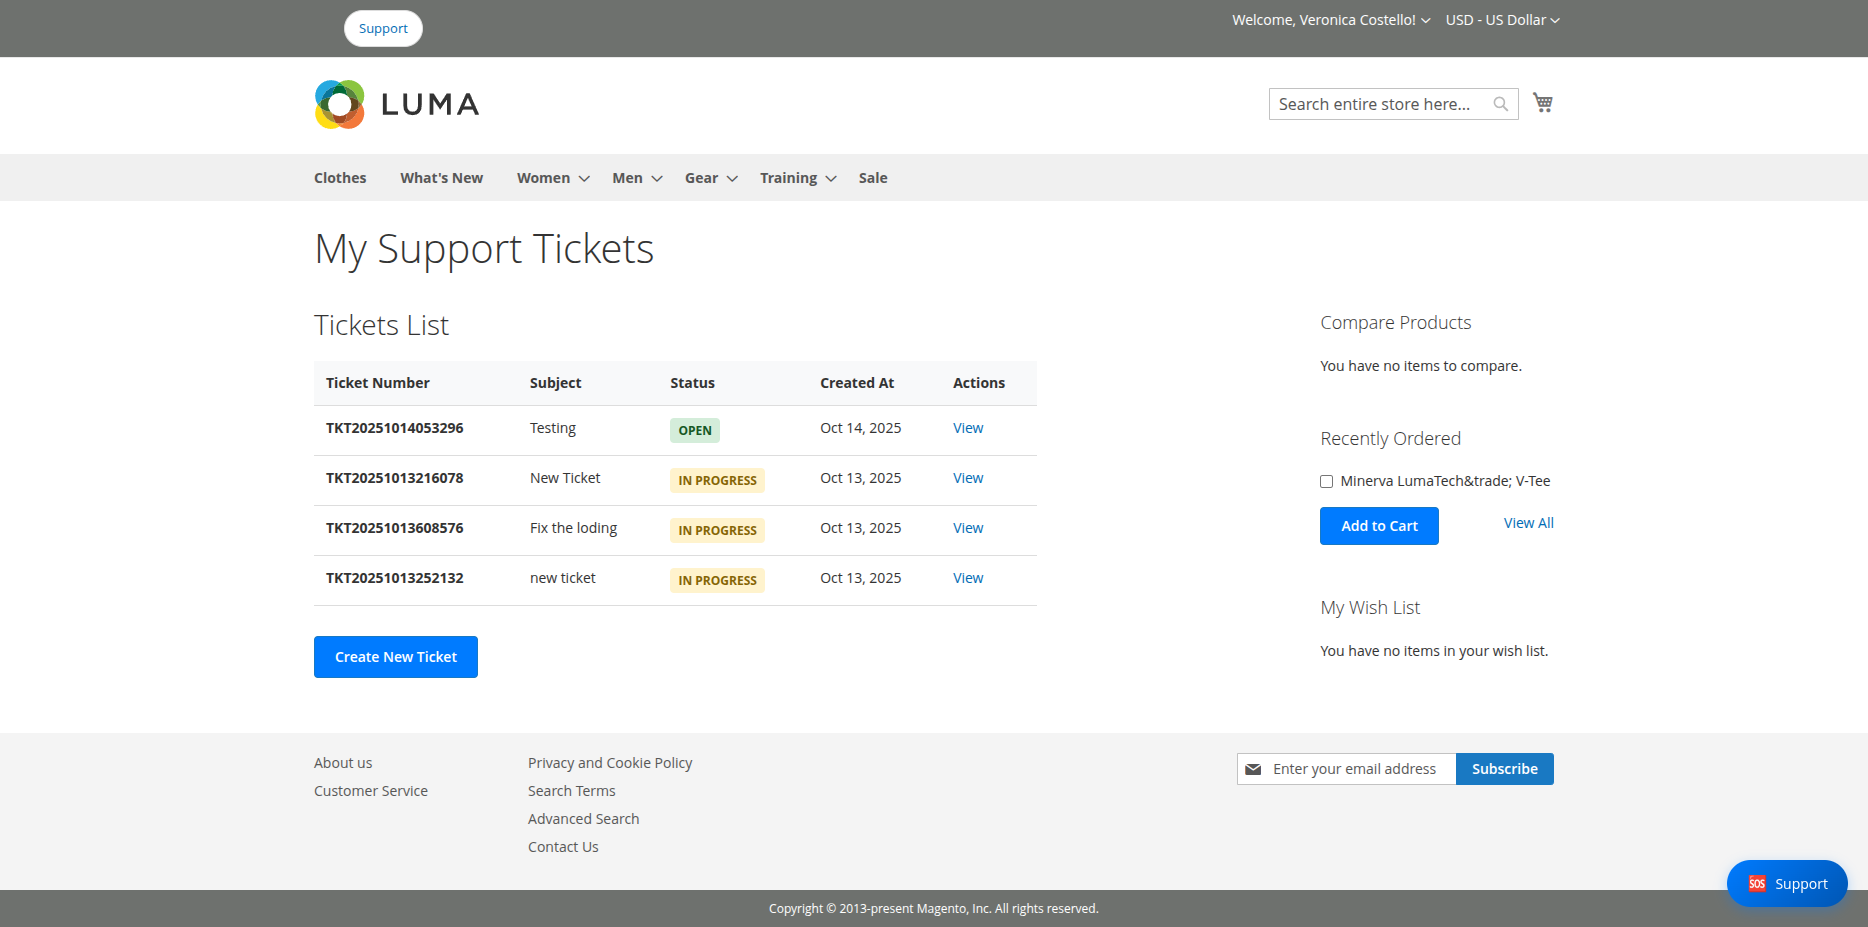 Support
Welcome, Veronica Costello!
USD - US Dollar
LUMA
Search entire store here...
Clothes What's New Women Men Gear Training Sale
My Support Tickets
Tickets List
Ticket Number Subject Status Created At Actions
TKT20251014053296 Testing OPEN Oct 14, 2025 View
TKT20251013216078 New Ticket IN PROGRESS Oct 13, 2025 View
TKT20251013608576 Fix the loding IN PROGRESS Oct 13, 2025 View
TKT20251013252132 new ticket IN PROGRESS Oct 13, 2025 View
Create New Ticket
Compare Products
You have no items to compare.
Recently Ordered
Minerva LumaTech&trade; V-Tee
Add to Cart View All
My Wish List
You have no items in your wish list.
About us
Customer Service
Privacy and Cookie Policy
Search Terms
Advanced Search
Contact Us
Enter your email address Subscribe
SOS Support
Copyright © 2013-present Magento, Inc. All rights reserved.